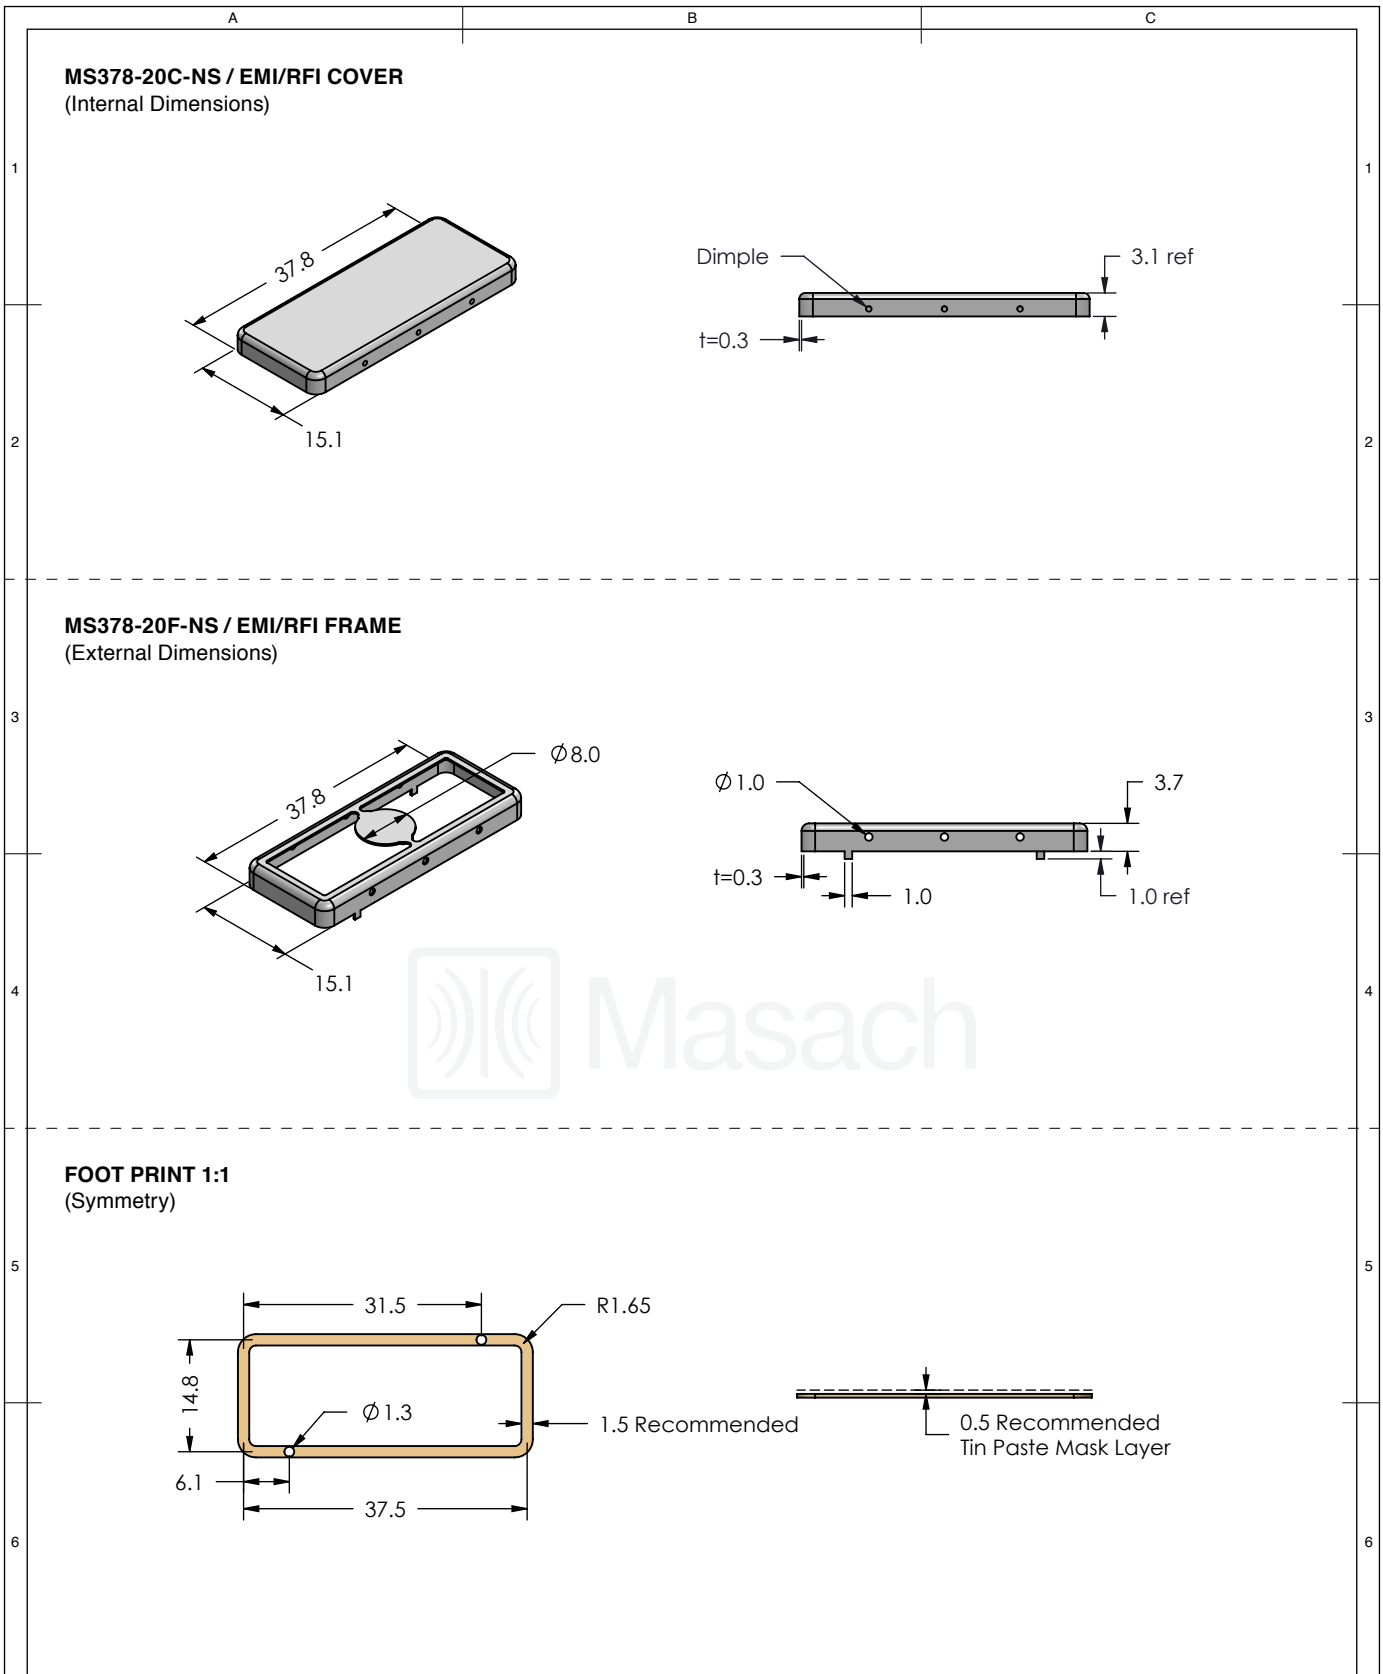 A
B
C
MS378-20C-NS / EMI/RFI COVER
(Internal Dimensions)
1
1
37.8
15.1
Dimple
3.1 ref
t=0.3
2
2
MS378-20F-NS / EMI/RFI FRAME
(External Dimensions)
3
3
37.8
Ø8.0
15.1
Ø1.0
3.7
t=0.3
1.0
1.0 ref
Masach
4
4
FOOT PRINT 1:1
(Symmetry)
5
5
31.5
R1.65
14.8
Ø1.3
1.5 Recommended
6.1
37.5
0.5 Recommended
Tin Paste Mask Layer
6
6